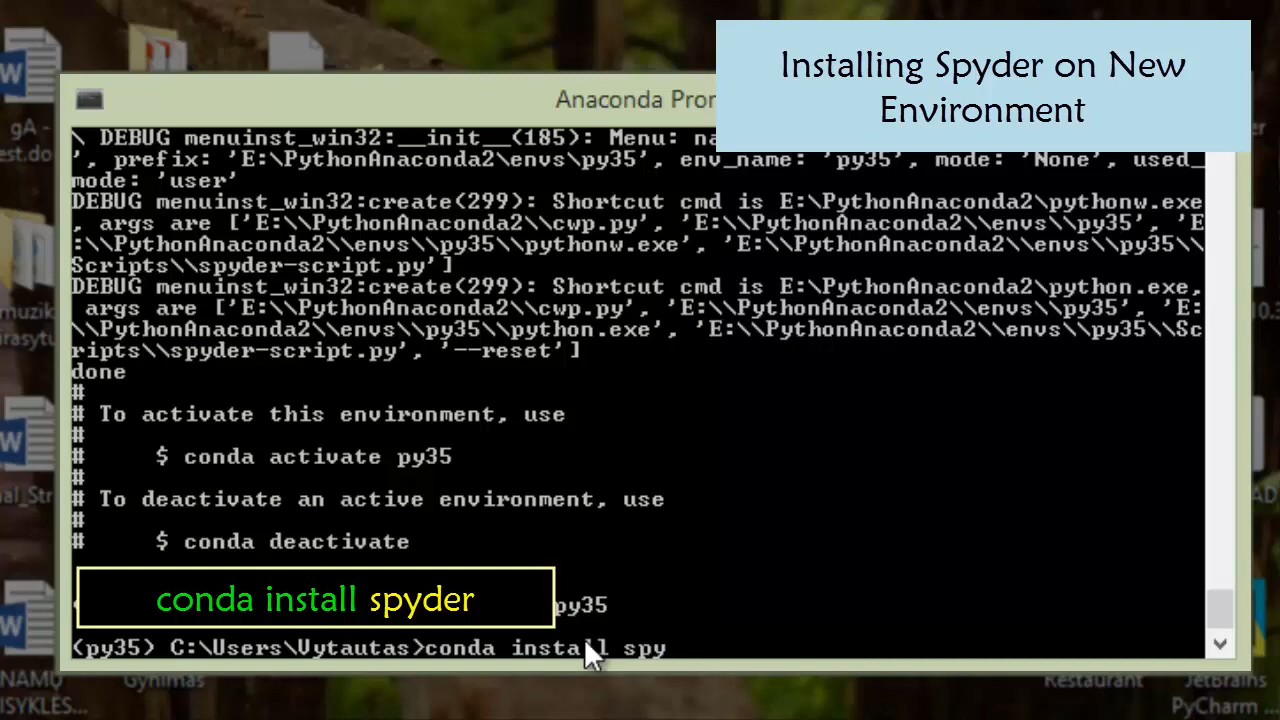 Installing Spyder on New
Environment
Anaconda
\ DEBUG menuinst_win32:__init__(185): Menu:
', prefix: 'E:\PythonAnaconda2\envs\py35', env_name: 'py35', mode: 'None', used_
mode: 'user'
DEBUG menuinst_win32:create(299): Shortcut cmd is E:\PythonAnaconda2\pythonw.exe
, args are ['E:\\PythonAnaconda2\\cwp.py', 'E:\\PythonAnaconda2\\envs\\py35', 'E
:\\PythonAnaconda2\\envs\\py35\\pythonw.exe', 'E:\\PythonAnaconda2\\envs\\py35\\
Scripts\\spyder-script.py']
DEBUG menuinst_win32:create(299): Shortcut cmd is E:\PythonAnaconda2\python.exe,
args are ['E:\\PythonAnaconda2\\cwp.py', 'E:\\PythonAnaconda2\\envs\\py35', 'E:
\\PythonAnaconda2\\envs\\py35\\python.exe', 'E:\\PythonAnaconda2\\envs\\py35\\Sc
ripts\\spyder-script.py', '--reset']
done
#
# To activate this environment, use
#
# $ conda activate py35
#
# To deactivate an active environment, use
#
# $ conda deactivate
conda install spyder
py35
(py35) C:\Users\Vytautas>conda install spy
NAMŲ
Gynimas
Restaurant
JetBrains
PyCharm ...